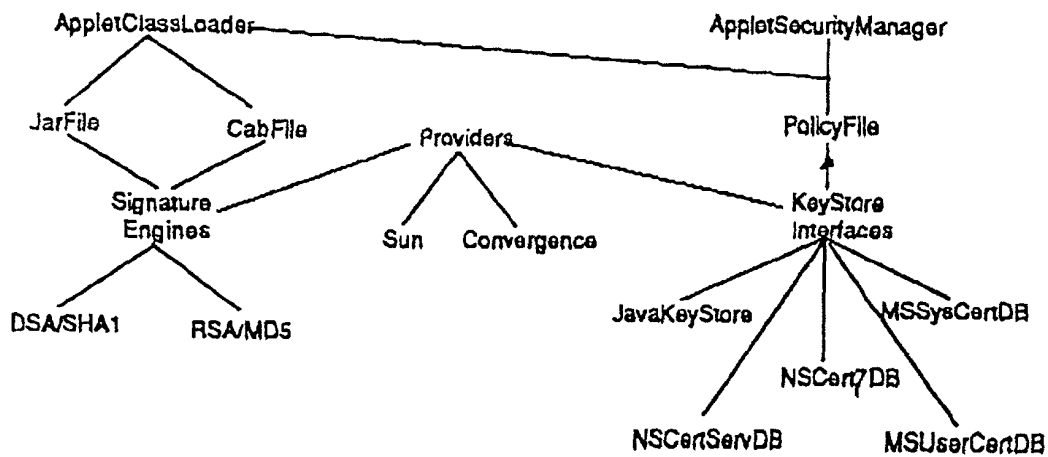 AppletClassLoader
AppletSecurityManager
JarFile
CabFile
Providers
PolicyFile
Signature
Engines
Sun
Convergence
KeyStore
Interfaces
DSA/SHA1
RSA/MD5
JavaKeyStore
MSSysCertDB
NSCert7DB
NSCertServDB
MSUserCertDB